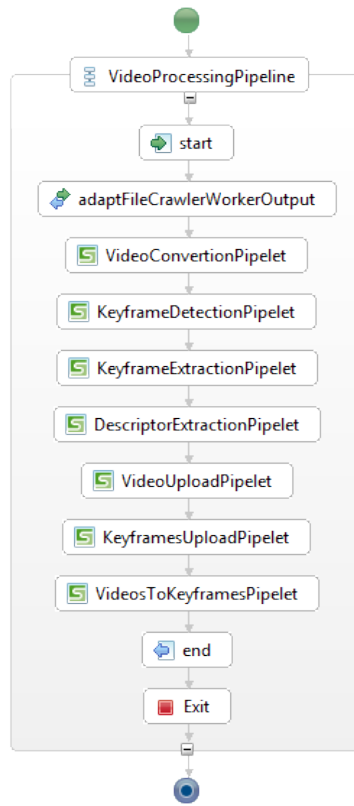 VideoProcessingPipeline
start
adaptFileCrawlerWorkerOutput
VideoConvertionPipelet
KeyframeDetectionPipelet
KeyframeExtractionPipelet
DescriptorExtractionPipelet
VideoUploadPipelet
KeyframesUploadPipelet
VideosToKeyframesPipelet
end
Exit